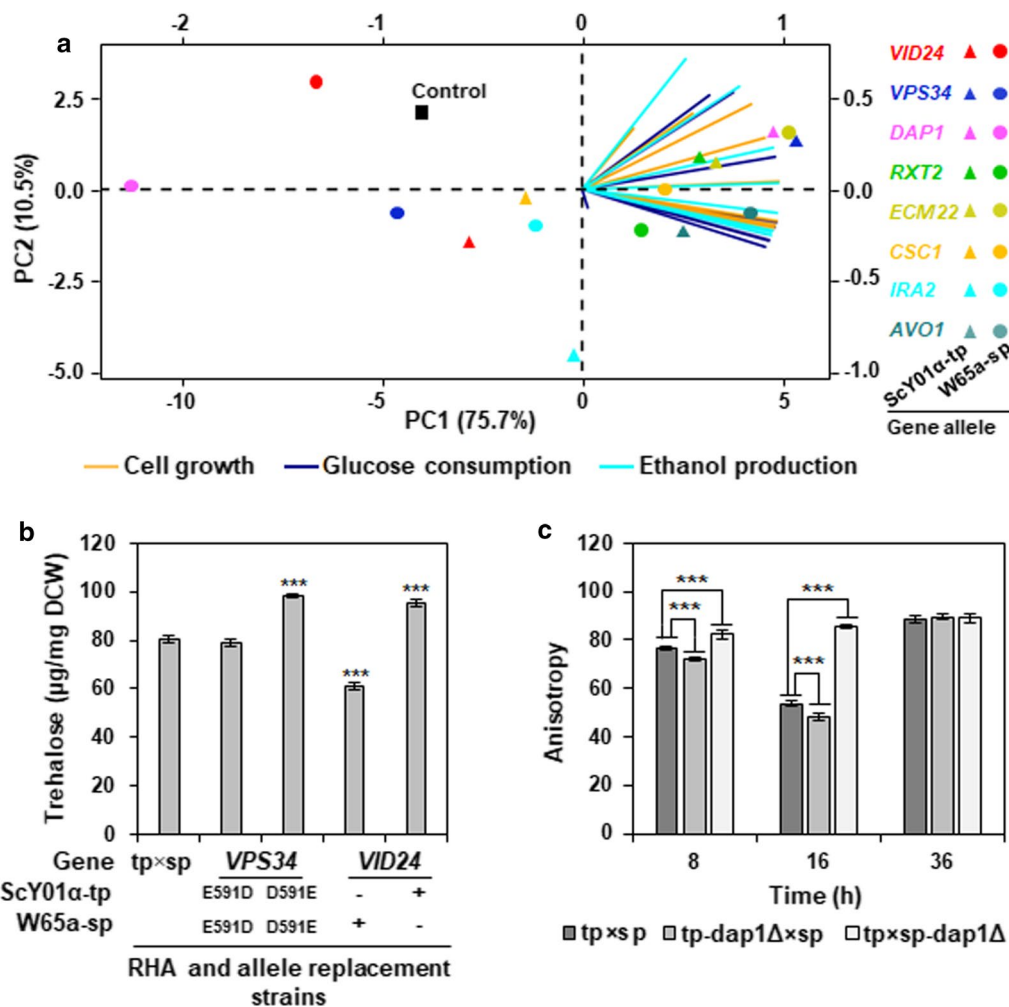 a
-2 -1 0 1
Control
2.5
0.0
-2.5
-5.0
PC2 (10.5%)
0.5
0.0
-0.5
-1.0
-10 -5 0 5
PC1 (75.7%)
VID24
VPS34
DAP1
RXT2
ECM22
CSC1
IRA2
AVO1
ScY01α-tp
W65a-sp
Gene allele
Cell growth Glucose consumption Ethanol production
b
120
100
80
60
40
20
0
Trehalose (µg/mg DCW)
*** *** ***
Gene tp×sp VPS34 VID24
ScY01α-tp E591D D591E - +
W65a-sp E591D D591E + -
RHA and allele replacement
strains
c
120
100
80
60
40
20
0
Anisotropy
***
***
***
***
8 16 36
Time (h)
tp×sp tp-dap1Δ×sp tp×sp-dap1Δ